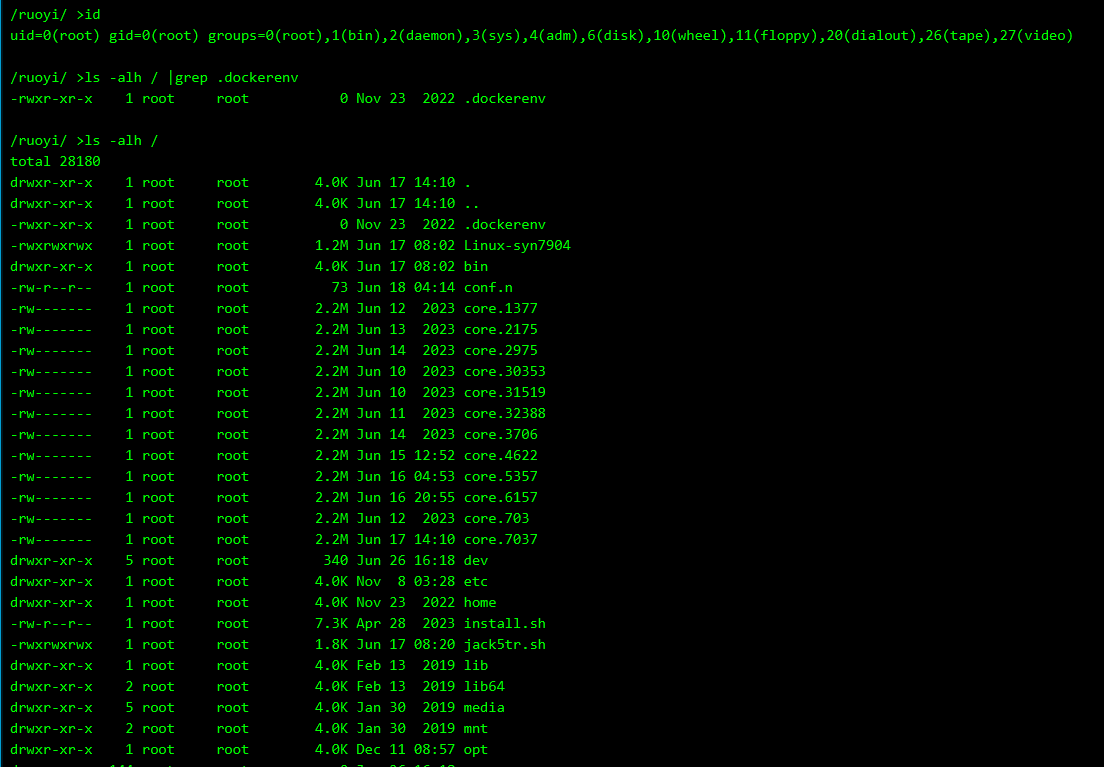 /ruoyi/ >id
uid=0(root) gid=0(root) groups=0(root),1(bin),2(daemon),3(sys),4(adm),6(disk),10(wheel),11(floppy),20(dialout),26(tape),27(video)
/ruoyi/ >ls -alh / |grep .dockerenv
-rwxr-xr-x    1 root     root           0 Nov 23  2022 .dockerenv
/ruoyi/ >ls -alh /
total 28180
drwxr-xr-x    1 root     root        4.0K Jun 17 14:10 .
drwxr-xr-x    1 root     root        4.0K Jun 17 14:10 ..
-rwxr-xr-x    1 root     root           0 Nov 23  2022 .dockerenv
-rwxrwxrwx    1 root     root        1.2M Jun 17 08:02 Linux-syn7904
drwxr-xr-x    1 root     root        4.0K Jun 17 08:02 bin
-rw-r--r--    1 root     root          73 Jun 18 04:14 conf.n
-rw-------    1 root     root        2.2M Jun 12  2023 core.1377
-rw-------    1 root     root        2.2M Jun 13  2023 core.2175
-rw-------    1 root     root        2.2M Jun 14  2023 core.2975
-rw-------    1 root     root        2.2M Jun 10  2023 core.30353
-rw-------    1 root     root        2.2M Jun 10  2023 core.31519
-rw-------    1 root     root        2.2M Jun 11  2023 core.32388
-rw-------    1 root     root        2.2M Jun 14  2023 core.3706
-rw-------    1 root     root        2.2M Jun 15 12:52 core.4622
-rw-------    1 root     root        2.2M Jun 16 04:53 core.5357
-rw-------    1 root     root        2.2M Jun 16 20:55 core.6157
-rw-------    1 root     root        2.2M Jun 12  2023 core.703
-rw-------    1 root     root        2.2M Jun 17 14:10 core.7037
drwxr-xr-x    5 root     root         340 Jun 26 16:18 dev
drwxr-xr-x    1 root     root        4.0K Nov  8 03:28 etc
drwxr-xr-x    1 root     root        4.0K Nov 23  2022 home
-rw-r--r--    1 root     root        7.3K Apr 28  2023 install.sh
-rwxrwxrwx    1 root     root        1.8K Jun 17 08:20 jack5tr.sh
drwxr-xr-x    1 root     root        4.0K Feb 13  2019 lib
drwxr-xr-x    2 root     root        4.0K Feb 13  2019 lib64
drwxr-xr-x    5 root     root        4.0K Jan 30  2019 media
drwxr-xr-x    2 root     root        4.0K Jan 30  2019 mnt
drwxr-xr-x    1 root     root        4.0K Dec 11 08:57 opt